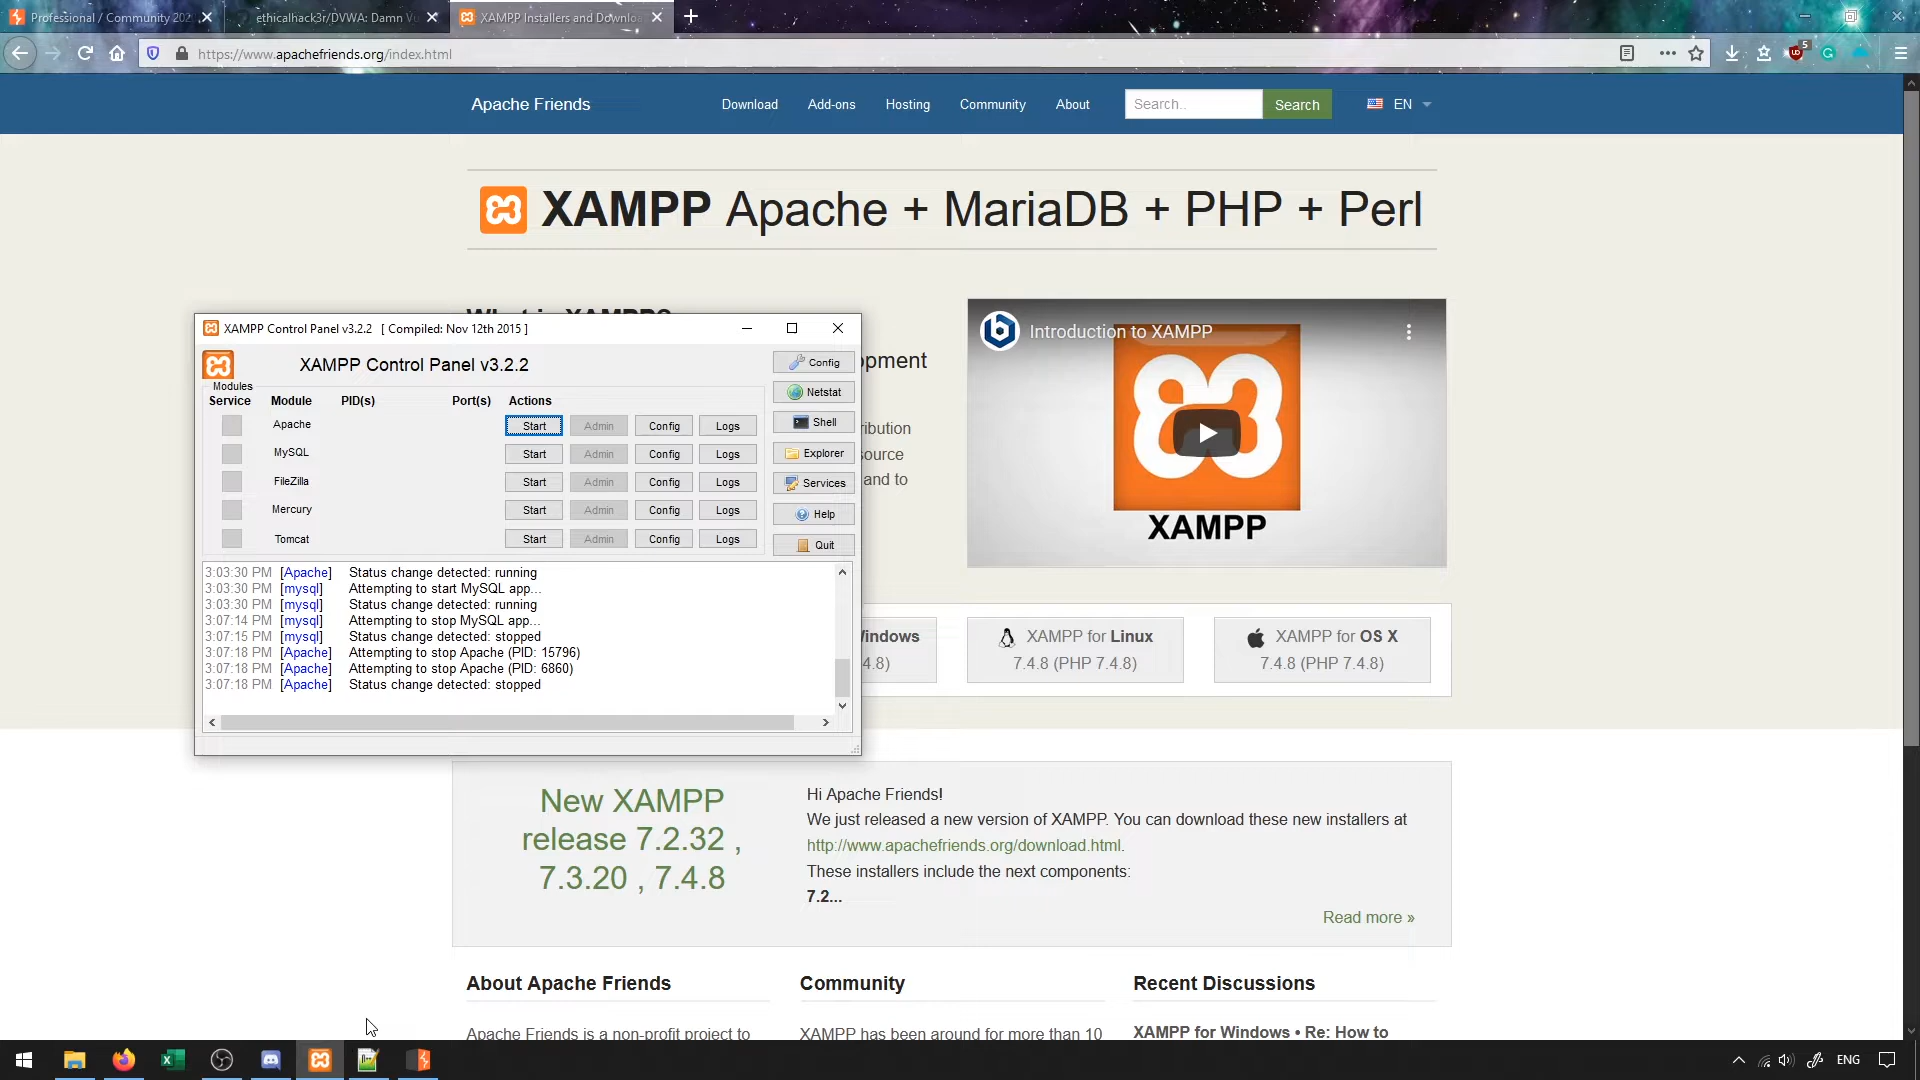 Professional / Community 202
ethicalhack3r/DVWA: Damn Vu
XAMPP Installers and Downloa
https://www.apachefriends.org/index.html
5
Apache Friends
Download
Add-ons
Hosting
Community
About
Search..
Search
EN
XAMPP Apache + MariaDB + PHP + Perl
What is XAMPP?
opment
ribution
source
and to
Introduction to XAMPP
XAMPP
XAMPP Control Panel v3.2.2 [ Compiled: Nov 12th 2015 ]
XAMPP Control Panel v3.2.2
Modules
Service Module PID(s) Port(s) Actions
Apache Start Admin Config Logs
MySQL Start Admin Config Logs
FileZilla Start Admin Config Logs
Mercury Start Admin Config Logs
Tomcat Start Admin Config Logs
Config
Netstat
Shell
Explorer
Services
Help
Quit
3:03:30 PM [Apache] Status change detected: running
3:03:30 PM [mysql] Attempting to start MySQL app...
3:03:30 PM [mysql] Status change detected: running
3:07:14 PM [mysql] Attempting to stop MySQL app...
3:07:15 PM [mysql] Status change detected: stopped
3:07:18 PM [Apache] Attempting to stop Apache (PID: 15796)
3:07:18 PM [Apache] Attempting to stop Apache (PID: 6860)
3:07:18 PM [Apache] Status change detected: stopped
Windows
4.8)
XAMPP for Linux
7.4.8 (PHP 7.4.8)
XAMPP for OS X
7.4.8 (PHP 7.4.8)
New XAMPP
release 7.2.32 ,
7.3.20 , 7.4.8
Hi Apache Friends!
We just released a new version of XAMPP. You can download these new installers at
http://www.apachefriends.org/download.html.
These installers include the next components:
7.2...
Read more »
About Apache Friends
Community
Recent Discussions
Apache Friends is a non-profit project to
XAMPP has been around for more than 10
XAMPP for Windows • Re: How to
ENG